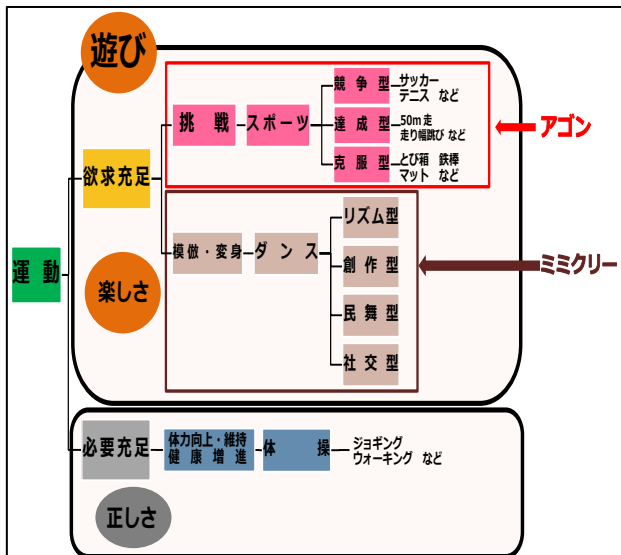 遊び
競争型
サッカー
テニス など
挑戦
スポーツ
達成型
50m走
走り幅跳び など
アゴン
克服型
とび箱 鉄棒
マット など
欲求充足
リズム型
模倣・変身
ダンス
創作型
ミミクリー
運動
楽しさ
民舞型
社交型
必要充足
体力向上・維持
健康増進
体操
ジョギング
ウォーキング など
正しさ